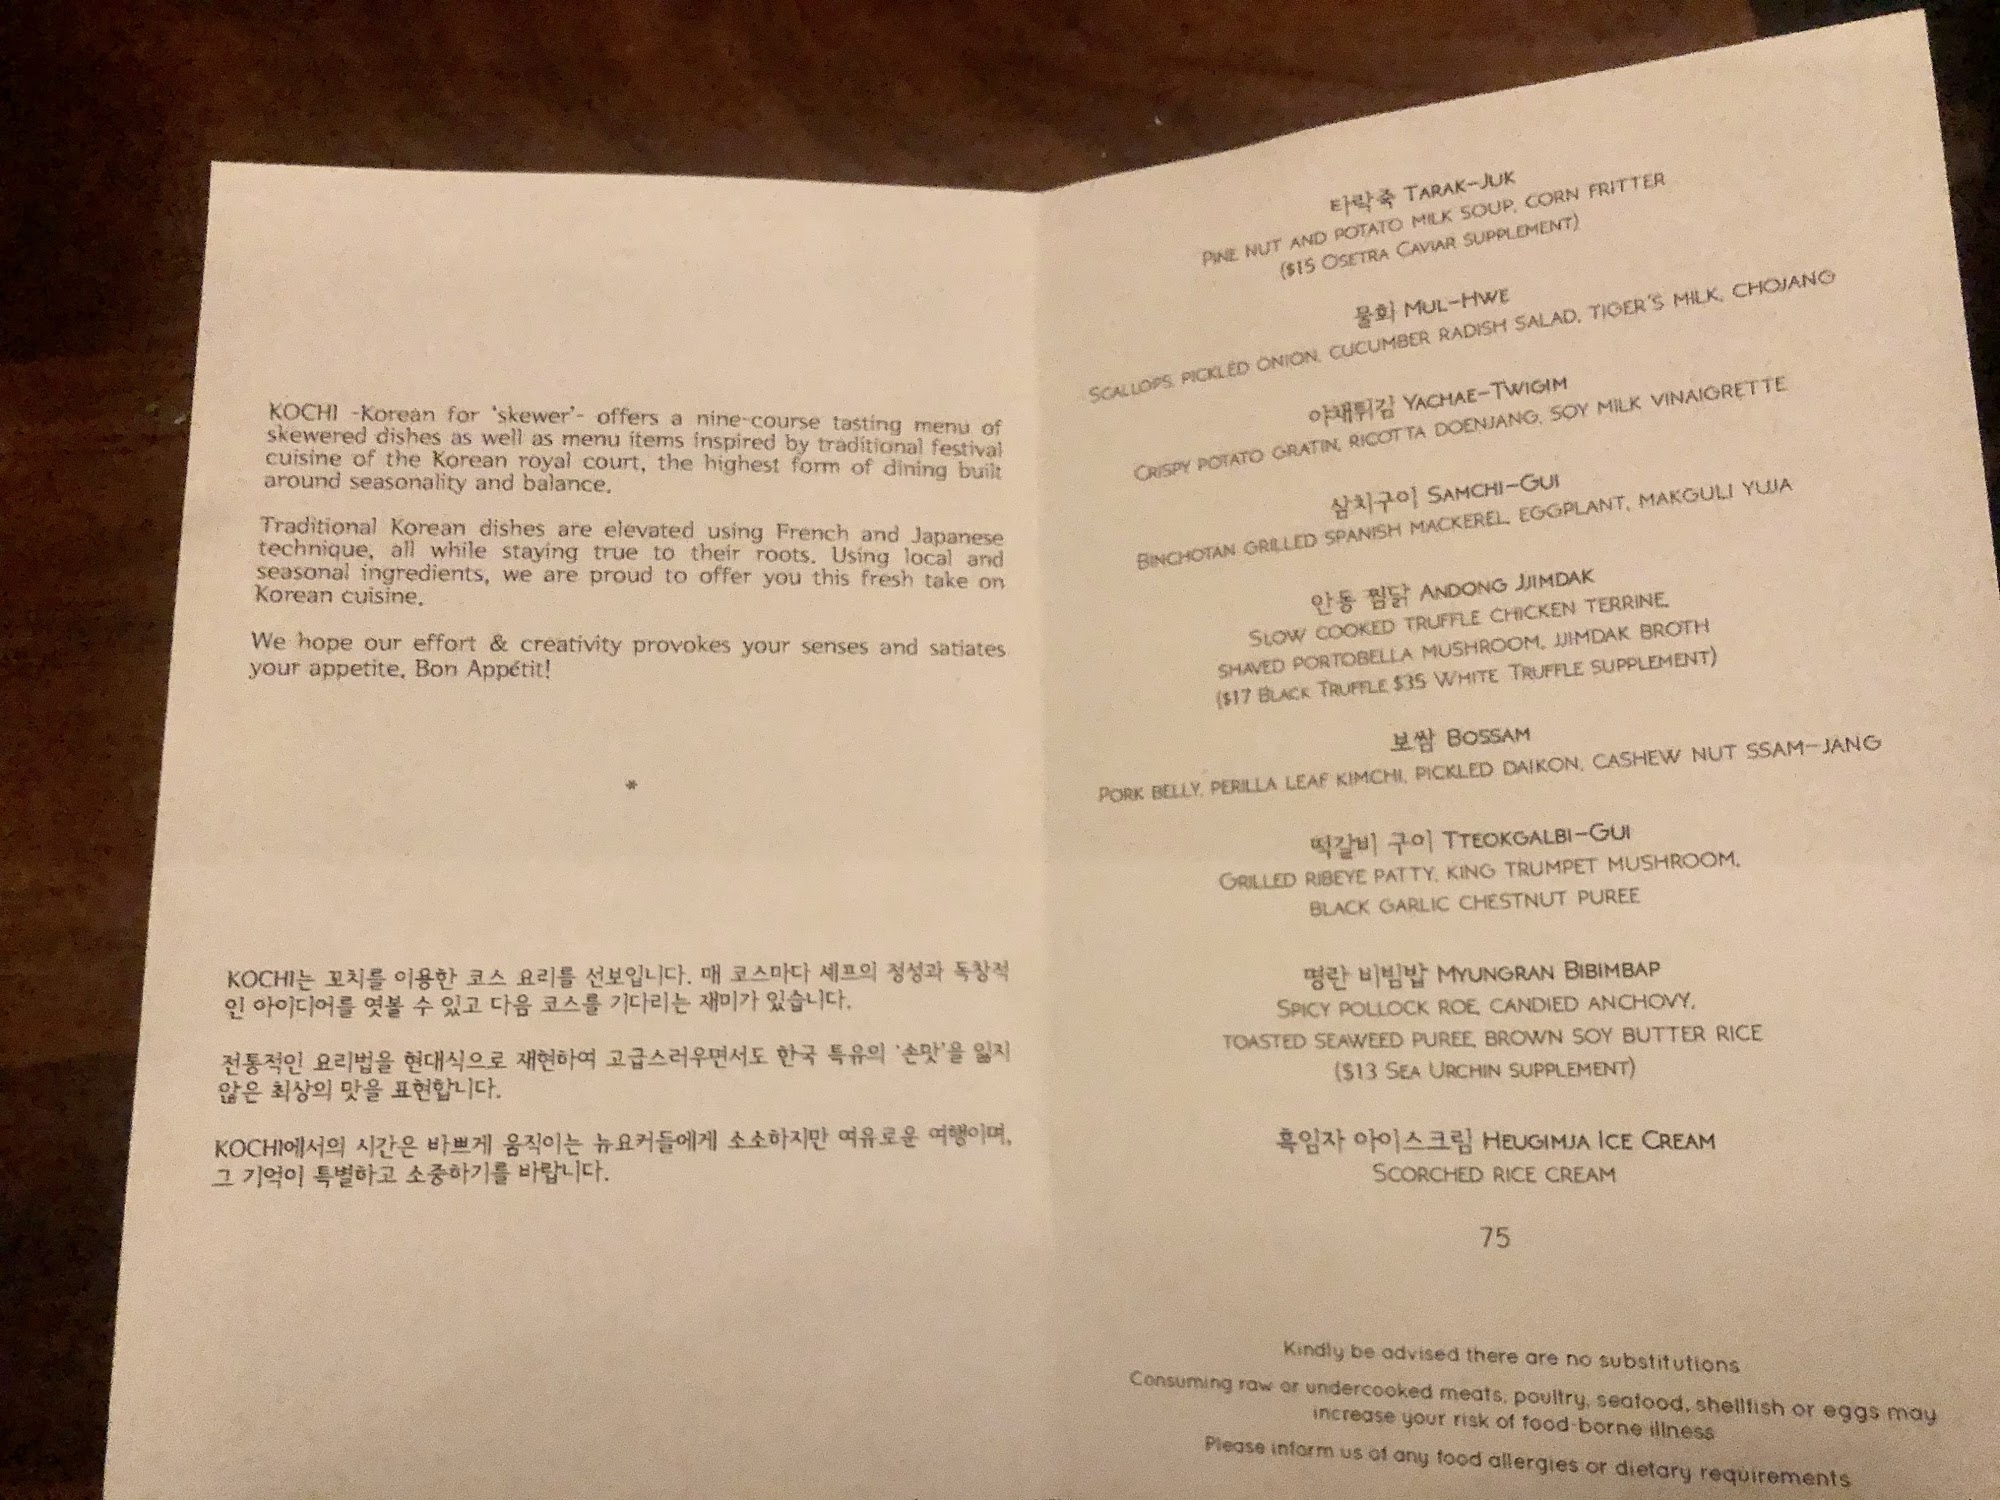 KOCHI -Korean for ‘skewer’- offers a nine-course tasting menu of
skewered dishes as well as menu items inspired by traditional festival
cuisine of the Korean royal court, the highest form of dining built
around seasonality and balance.
Traditional Korean dishes are elevated using French and Japanese
technique, all while staying true to their roots. Using local and
seasonal ingredients, we are proud to offer you this fresh take on
Korean cuisine.
We hope our effort & creativity provokes your senses and satiates
your appetite, Bon Appétit!
*
KOCHI는 꼬치를 이용한 코스 요리를 선보입니다. 매 코스마다 셰프의 정성과 독창적
인 아이디어를 엿볼 수 있고 다음 코스를 기다리는 재미가 있습니다.
전통적인 요리법을 현대식으로 재현하여 고급스러우면서도 한국 특유의 ‘손맛’을 잃지
않은 최상의 맛을 표현합니다.
KOCHI에서의 시간은 바쁘게 움직이는 뉴요커들에게 소소하지만 여유로운 여행이며,
그 기억이 특별하고 소중하기를 바랍니다.
타락죽 TARAK-JUK
PINE NUT AND POTATO MILK SOUP, CORN FRITTER
($15 OSETRA CAVIAR SUPPLEMENT)
물회 MUL-HWE
SCALLOPS, PICKLED ONION, CUCUMBER RADISH SALAD, TIGER'S MILK, CHOJANG
야채튀김 YACHAE-TWIGIM
CRISPY POTATO GRATIN, RICOTTA DOENJANG, SOY MILK VINAIGRETTE
삼치구이 SAMCHI-GUI
BINCHOTAN GRILLED SPANISH MACKEREL, EGGPLANT, MAKGULI YUJA
안동 찜닭 ANDONG JJIMDAK
SLOW COOKED TRUFFLE CHICKEN TERRINE,
SHAVED PORTOBELLA MUSHROOM, JJIMDAK BROTH
($17 BLACK TRUFFLE $35 WHITE TRUFFLE SUPPLEMENT)
보쌈 BOSSAM
PORK BELLY, PERILLA LEAF KIMCHI, PICKLED DAIKON, CASHEW NUT SSAM-JANG
떡갈비 구이 TTEOKGALBI-GUI
GRILLED RIBEYE PATTY, KING TRUMPET MUSHROOM,
BLACK GARLIC CHESTNUT PUREE
명란 비빔밥 MYUNGRAN BIBIMBAP
SPICY POLLOCK ROE, CANDIED ANCHOVY,
TOASTED SEAWEED PUREE, BROWN SOY BUTTER RICE
($13 SEA URCHIN SUPPLEMENT)
흑임자 아이스크림 HEUGIMJA ICE CREAM
SCORCHED RICE CREAM
75
Kindly be advised there are no substitutions
Consuming raw or undercooked meats, poultry, seafood, shellfish or eggs may
increase your risk of food-borne illness
Please inform us of any food allergies or dietary requirements